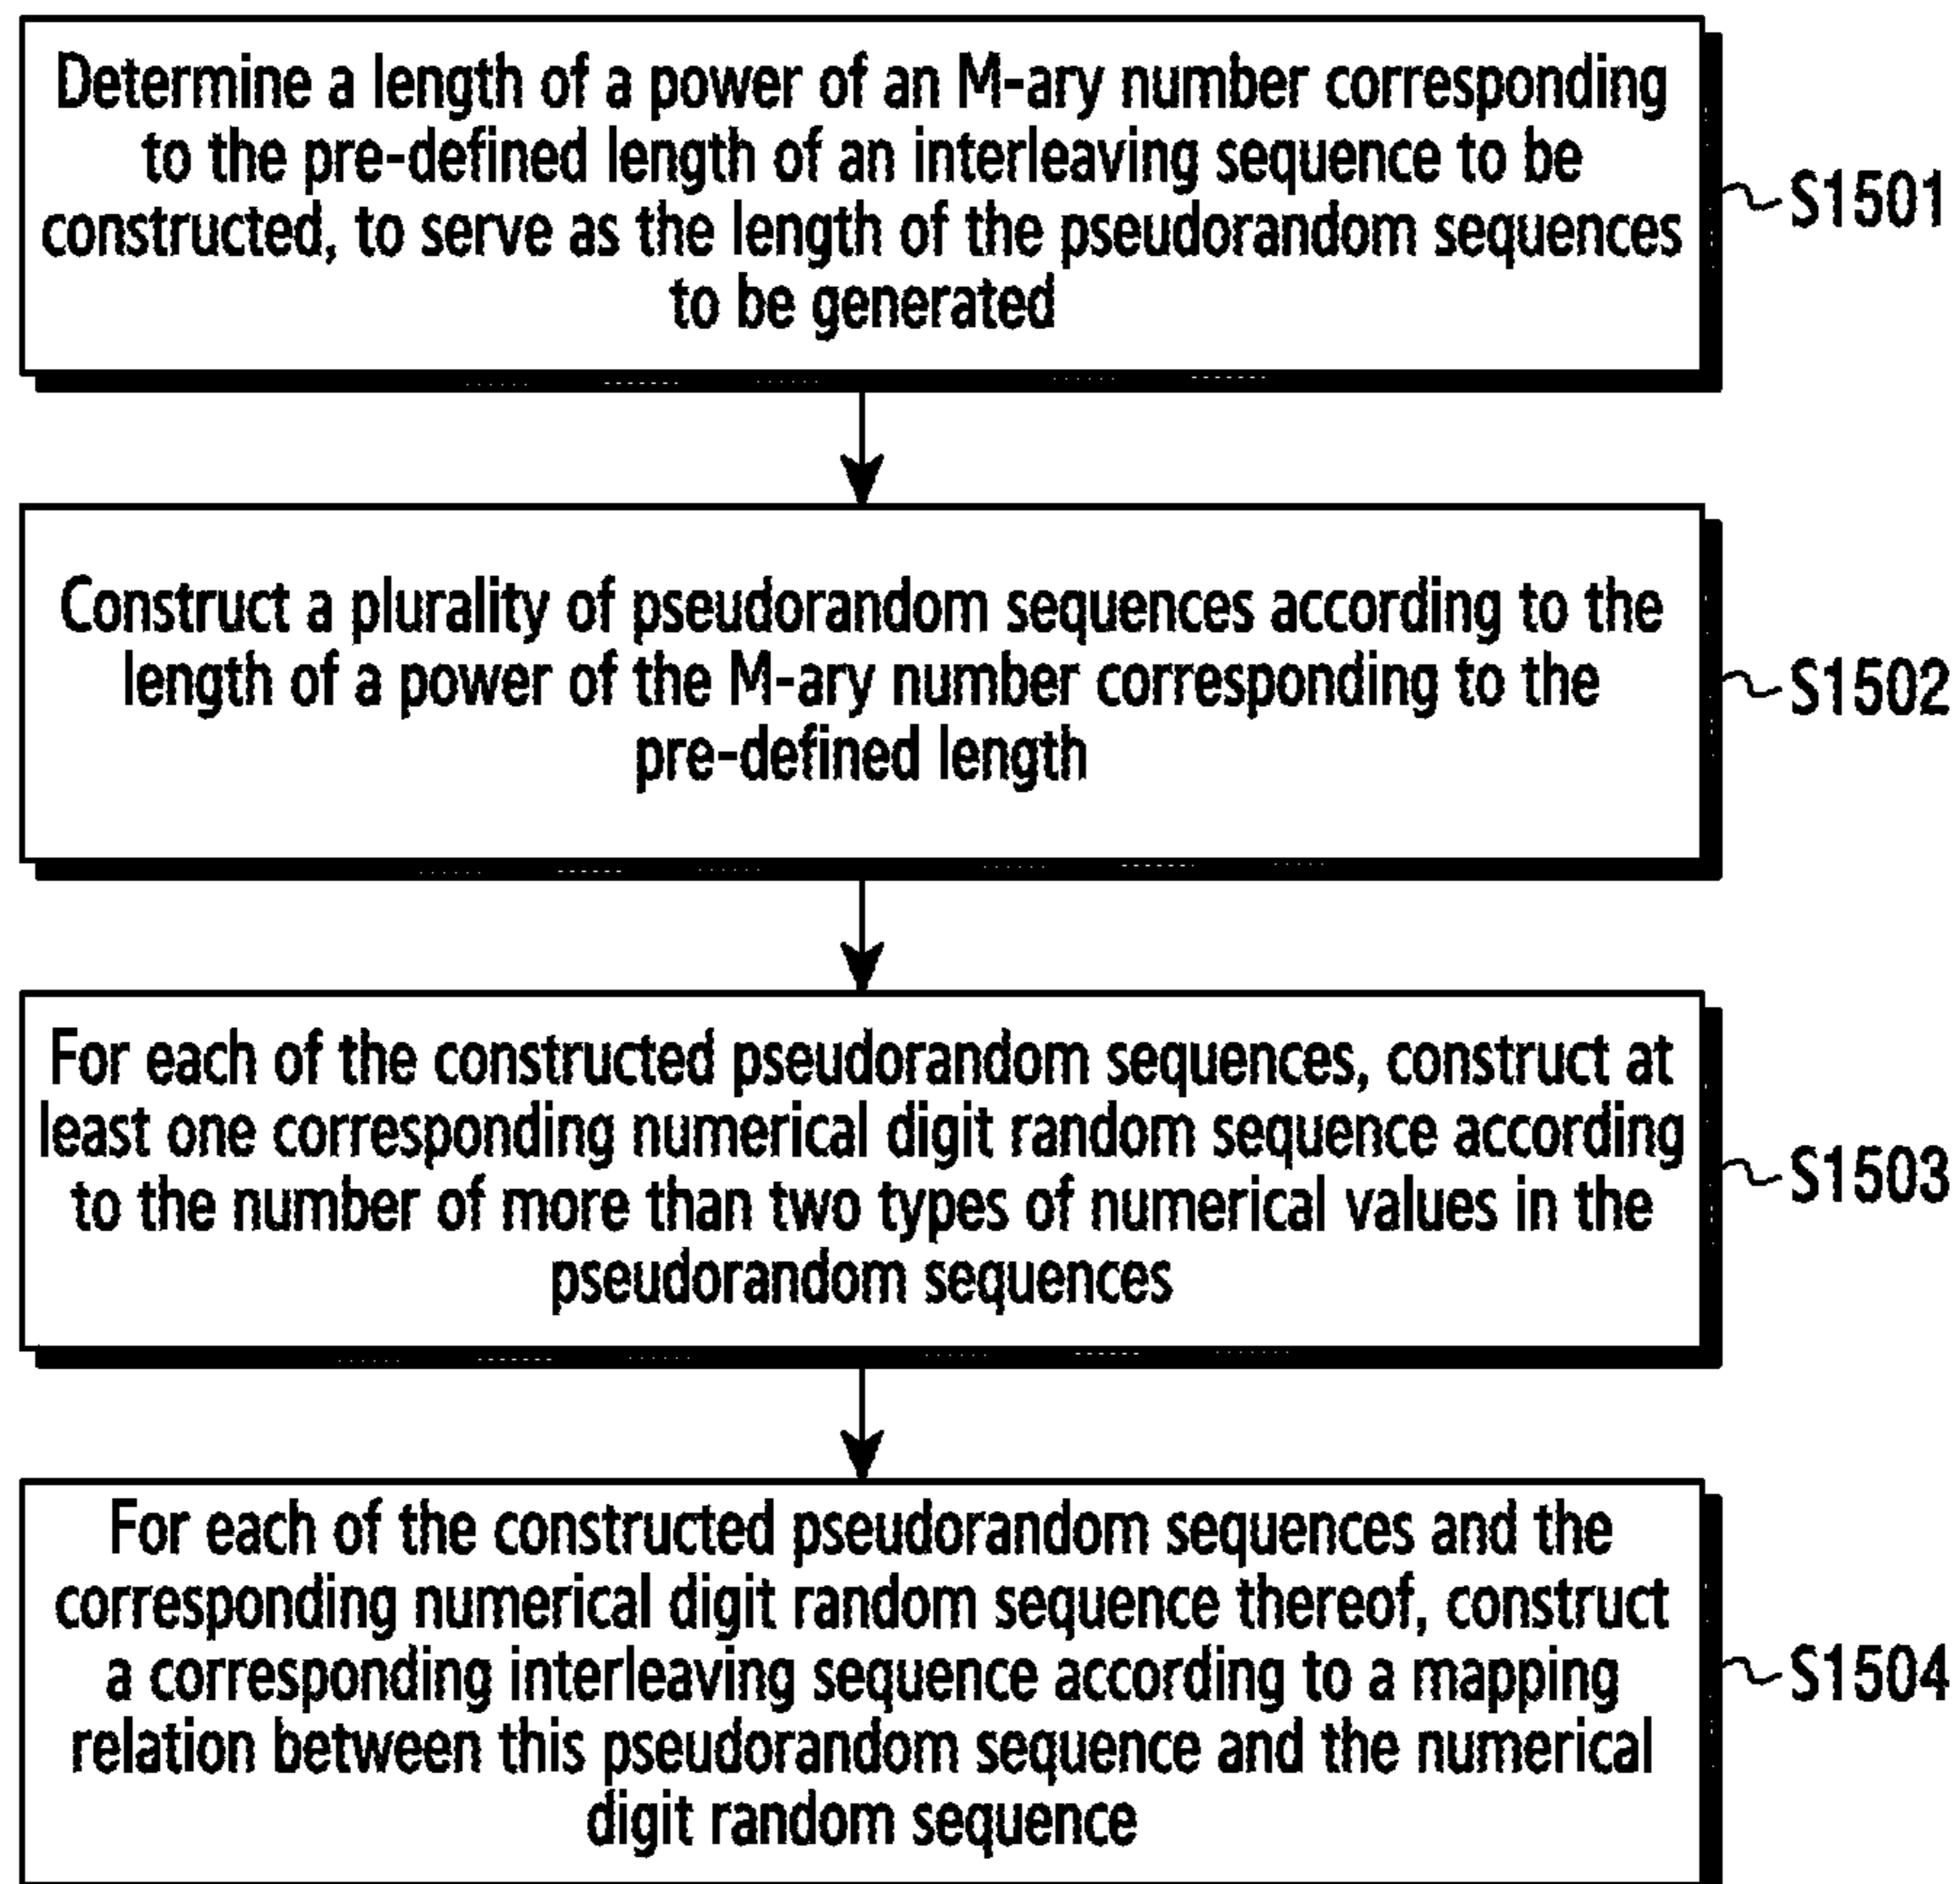 Determine a length of a power of an M-ary number corresponding
to the pre-defined length of an interleaving sequence to be
constructed, to serve as the length of the pseudorandom sequences
to be generated
S1501
Construct a plurality of pseudorandom sequences according to the
length of a power of the M-ary number corresponding to the
pre-defined length
S1502
For each of the constructed pseudorandom sequences, construct at
least one corresponding numerical digit random sequence according
to the number of more than two types of numerical values in the
pseudorandom sequences
S1503
For each of the constructed pseudorandom sequences and the
corresponding numerical digit random sequence thereof, construct
a corresponding interleaving sequence according to a mapping
relation between this pseudorandom sequence and the numerical
digit random sequence
S1504